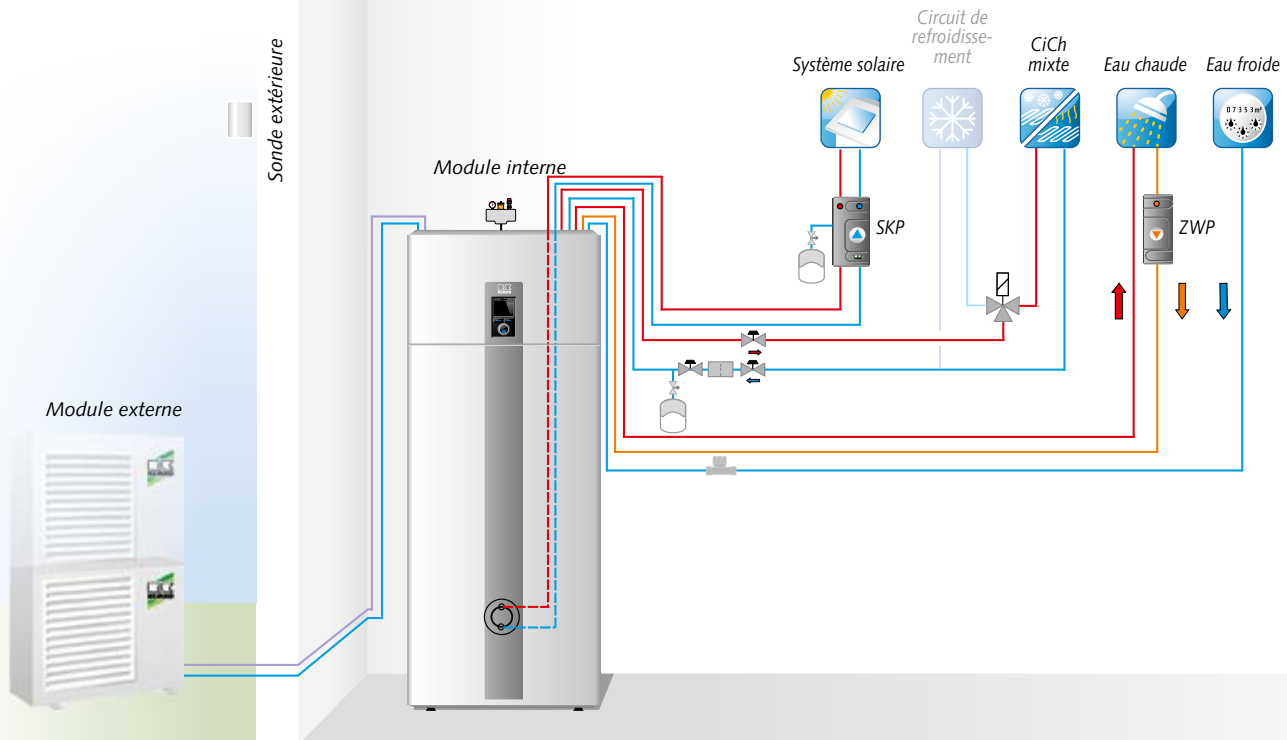 Circuit de
refroidisse-
ment
CiCh
mixte
Système solaire
Eau chaude
Eau froide
07353m³
Sonde extérieure
Module interne
SKP
ZWP
Module externe